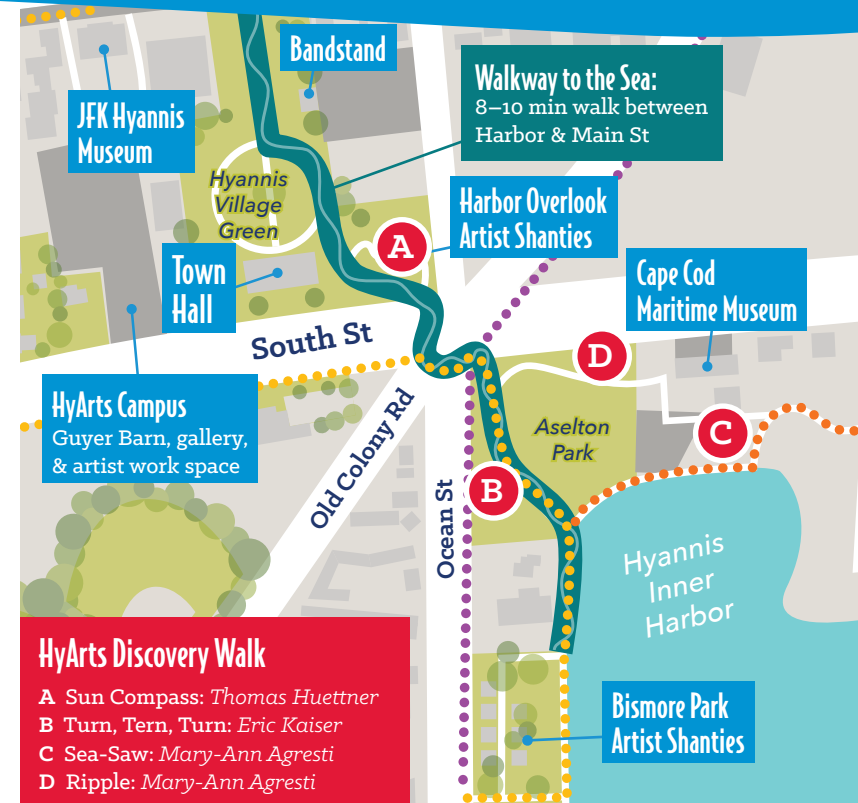 Bandstand
Walkway to the Sea:
8–10 min walk between
Harbor & Main St
JFK Hyannis
Museum
Hyannis
Village
Green
Harbor Overlook
Artist Shanties
A
Town
Hall
Cape Cod
Maritime Museum
South St
D
HyArts Campus
Guyer Barn, gallery,
& artist work space
Old Colony Rd
Aselton
Park
C
B
Ocean St
Hyannis
Inner
Harbor
HyArts Discovery Walk
A Sun Compass: Thomas Huettner
B Turn, Tern, Turn: Eric Kaiser
C Sea-Saw: Mary-Ann Agresti
D Ripple: Mary-Ann Agresti
Bismore Park
Artist Shanties